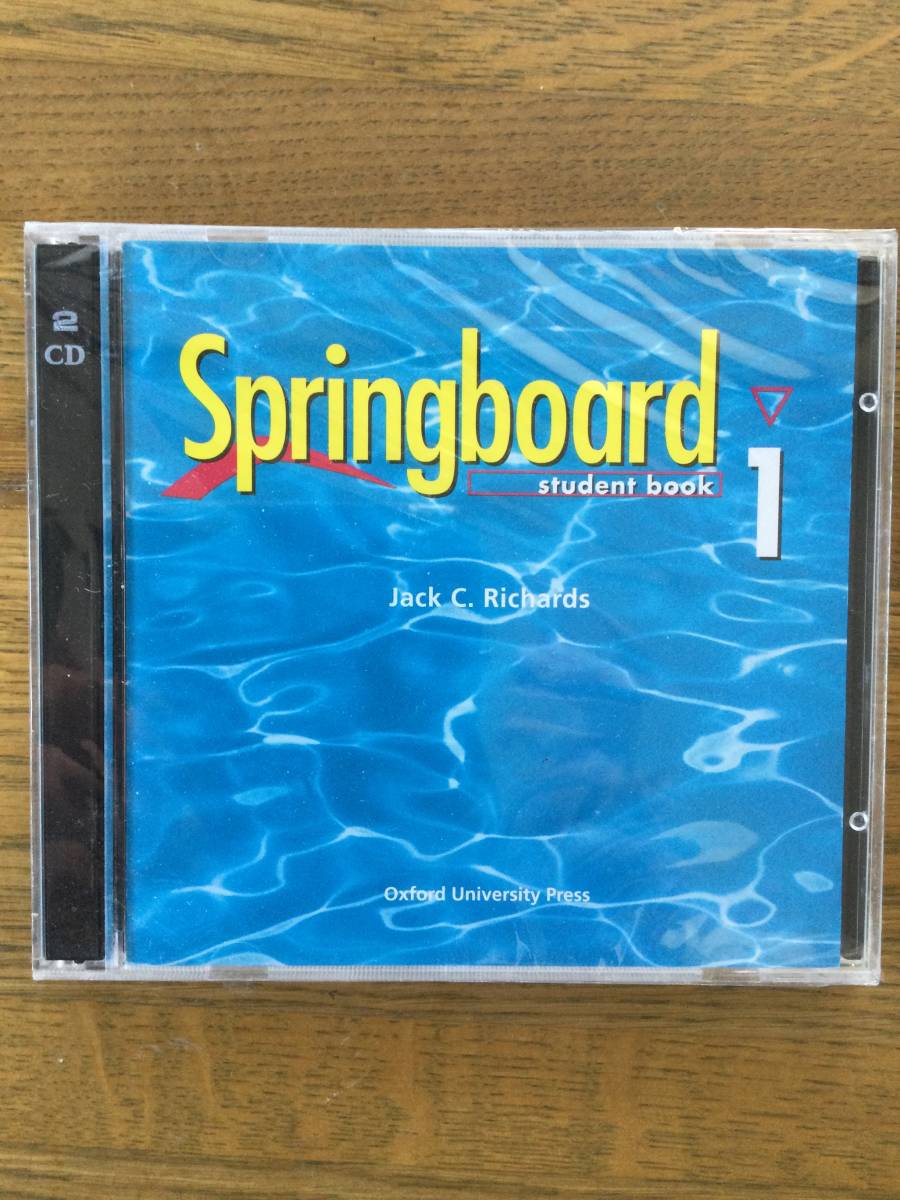 2
CD
Springboard
student book
1
Jack C. Richards
Oxford University Press